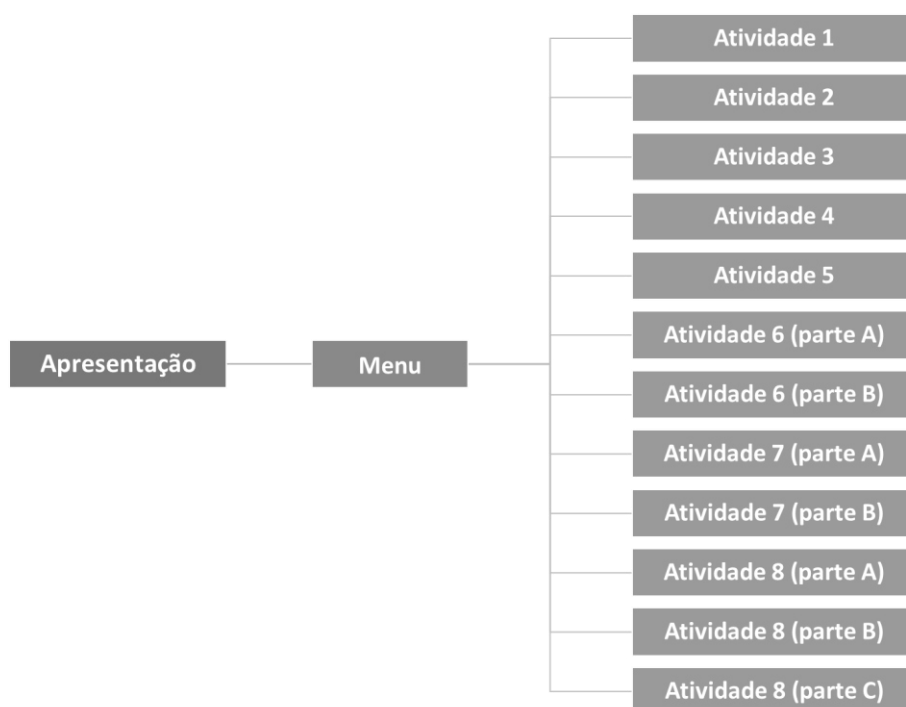 Apresentação
Menu
Atividade 1
Atividade 2
Atividade 3
Atividade 4
Atividade 5
Atividade 6 (parte A)
Atividade 6 (parte B)
Atividade 7 (parte A)
Atividade 7 (parte B)
Atividade 8 (parte A)
Atividade 8 (parte B)
Atividade 8 (parte C)